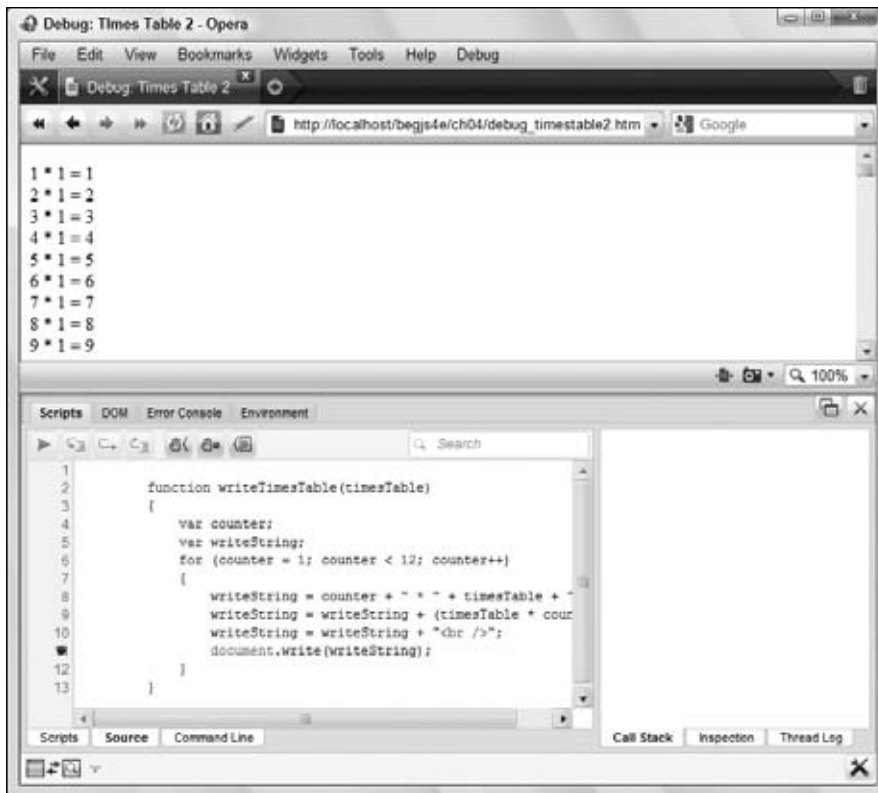 Debug: TImes Table 2 - Opera
File Edit View Bookmarks Widgets Tools Help Debug
Debug: Times Table 2
http://localhost/begjs4e/ch04/debug_timestable2.htm Google
1 * 1 = 1
2 * 1 = 2
3 * 1 = 3
4 * 1 = 4
5 * 1 = 5
6 * 1 = 6
7 * 1 = 7
8 * 1 = 8
9 * 1 = 9
100%
Scripts DOM Error Console Environment
Search
1
2 function writeTimesTable(timesTable)
3 {
4 var counter;
5 var writeString;
6 for (counter = 1; counter < 12; counter++)
7 {
8 writeString = counter + " * " + timesTable + "
9 writeString = writeString + (timesTable * coun
10 writeString = writeString + "<br />";
document.write(writeString);
12 }
13 }
Scripts Source Command Line Call Stack Inspection Thread Log